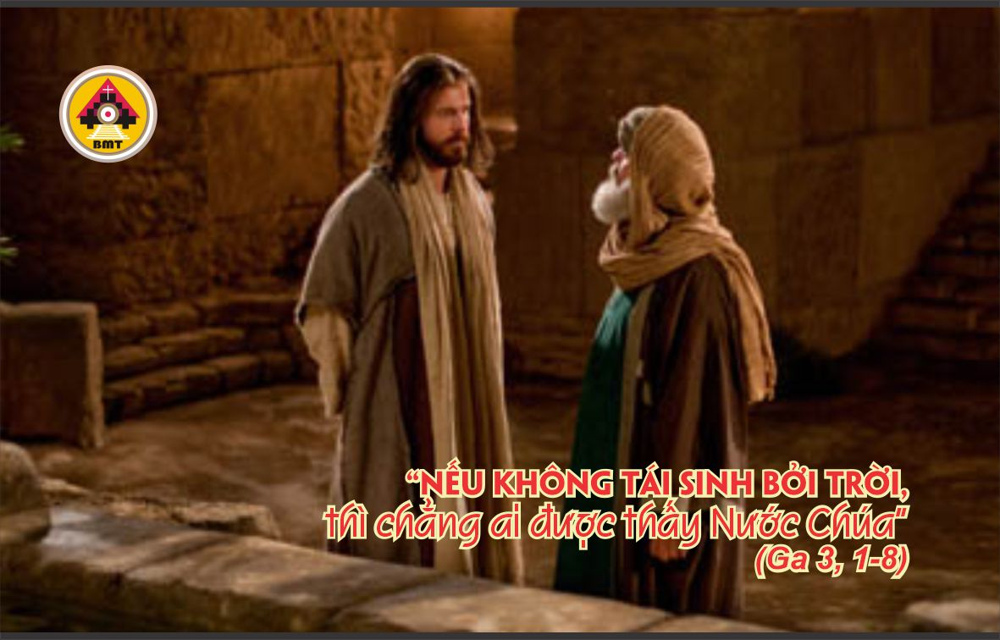 BMT
“NẾU KHÔNG TÁI SINH BỞI TRỜI,
thì chẳng ai được thấy Nước Chúa"
(Ga 3, 1-8)